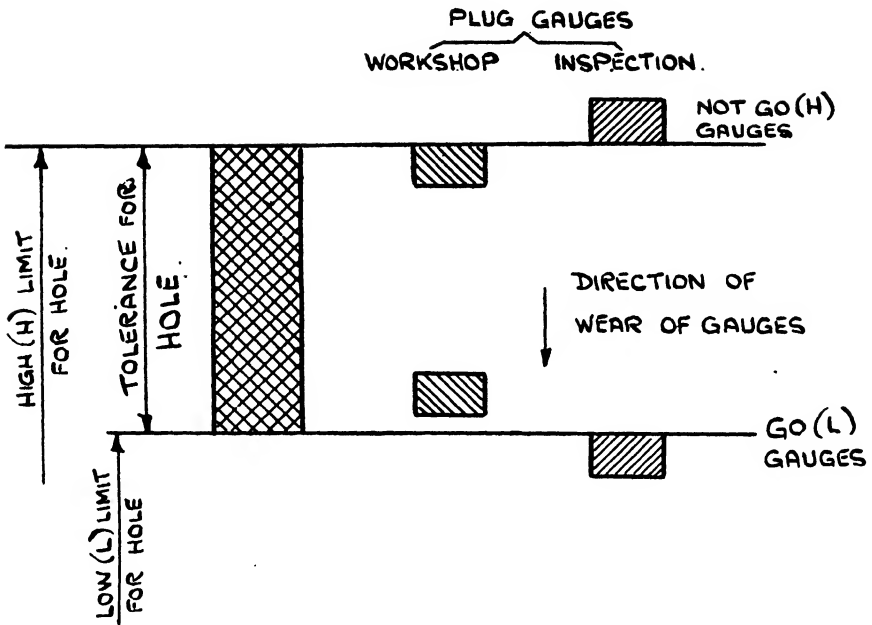 PLUG GAUGES
WORKSHOP INSPECTION.
NOT GO (H)
GAUGES
HIGH (H) LIMIT
FOR HOLE.
TOLERANCE FOR
HOLE.
DIRECTION OF
WEAR OF GAUGES
GO (L)
GAUGES
LOW (L) LIMIT
FOR HOLE